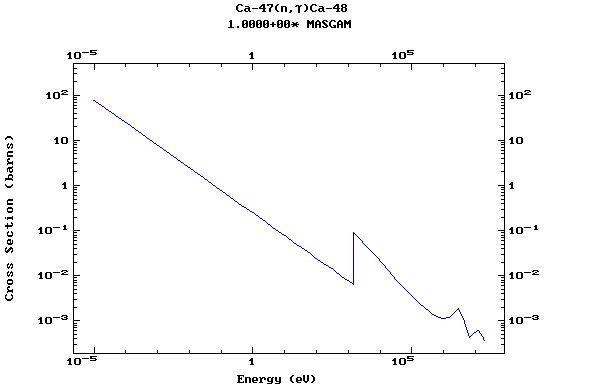 Ca-47(n,γ)Ca-48
1.0000+00* MASGAM
10⁻⁵ 1 10⁵
10² 10²
10 10
1 1
10⁻¹ 10⁻¹
10⁻² 10⁻²
10⁻³ 10⁻³
10⁻⁵ 1 10⁵
Cross Section (barns)
Energy (eV)